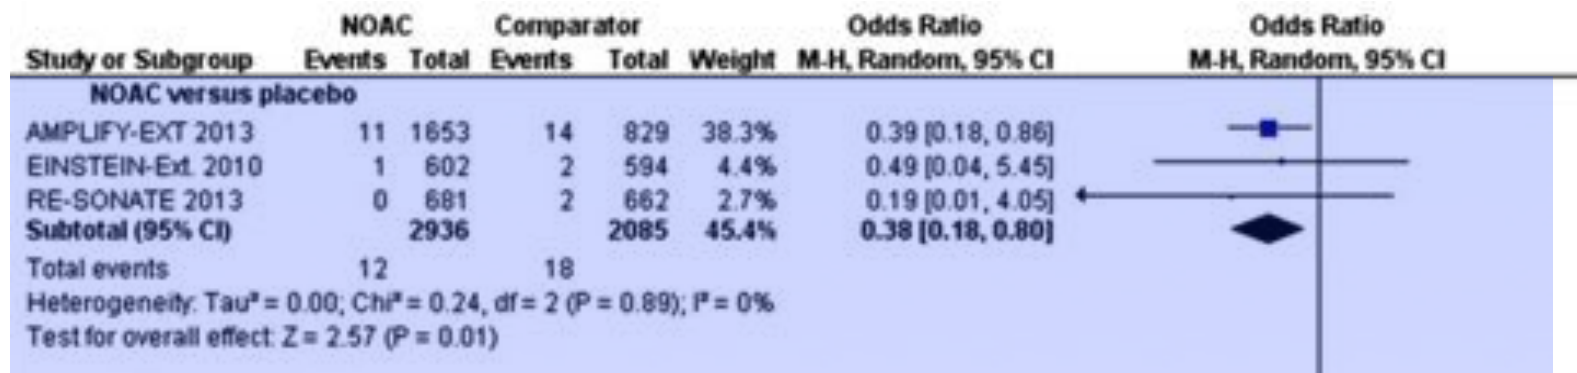 NOAC Comparator Odds Ratio Odds Ratio
Study or Subgroup Events Total Events Total Weight M-H, Random, 95% CI M-H, Random, 95% CI
NOAC versus placebo
AMPLIFY-EXT 2013 11 1653 14 829 38.3% 0.39 [0.18, 0.86]
EINSTEIN-Ext. 2010 1 602 2 594 4.4% 0.49 [0.04, 5.45]
RE-SONATE 2013 0 681 2 662 2.7% 0.19 [0.01, 4.05]
Subtotal (95% CI) 2936 2085 45.4% 0.38 [0.18, 0.80]
Total events 12 18
Heterogeneity: Tau² = 0.00; Chi² = 0.24, df = 2 (P = 0.89); I² = 0%
Test for overall effect: Z = 2.57 (P = 0.01)